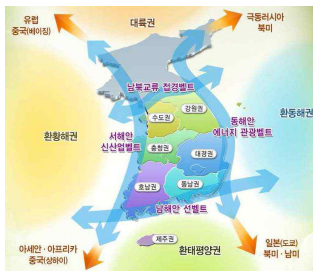 유럽
중국(베이징)
대륙권
극동러시아
북미
남북교류 접경벨트
수도권
강원권
동해안
에너지 관광벨트
환동해권
환황해권
서해안
신산업벨트
충청권
대경권
호남권
동남권
남해안 선벨트
제주권
환태평양권
아세안·아프리카
중국(상하이)
일본(도쿄)
북미·남미